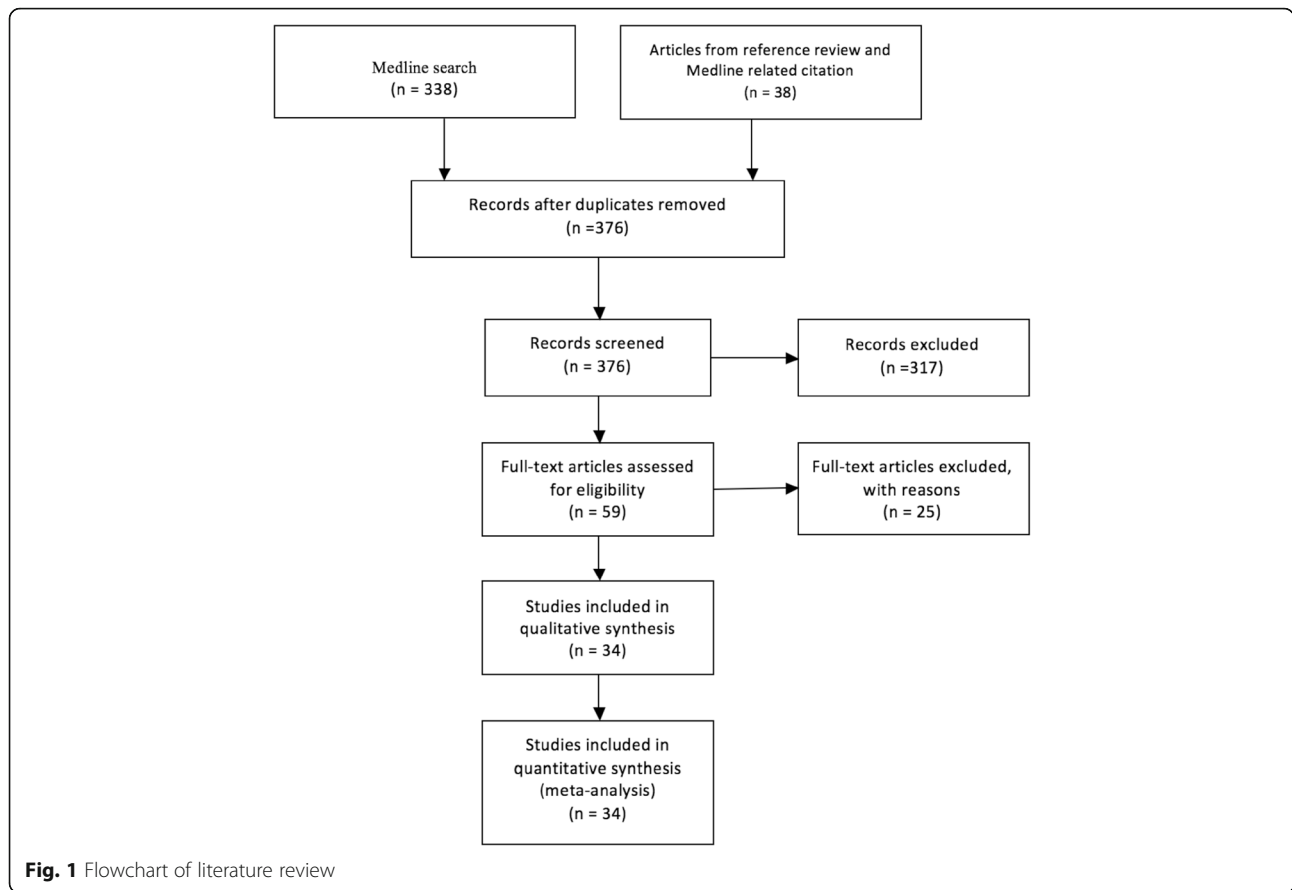 Medline search
(n = 338)
Articles from reference review and
Medline related citation
(n = 38)
Records after duplicates removed
(n =376)
Records screened
(n = 376)
Records excluded
(n =317)
Full-text articles assessed
for eligibility
(n = 59)
Full-text articles excluded,
with reasons
(n = 25)
Studies included in
qualitative synthesis
(n = 34)
Studies included in
quantitative synthesis
(meta-analysis)
(n = 34)
Fig. 1 Flowchart of literature review